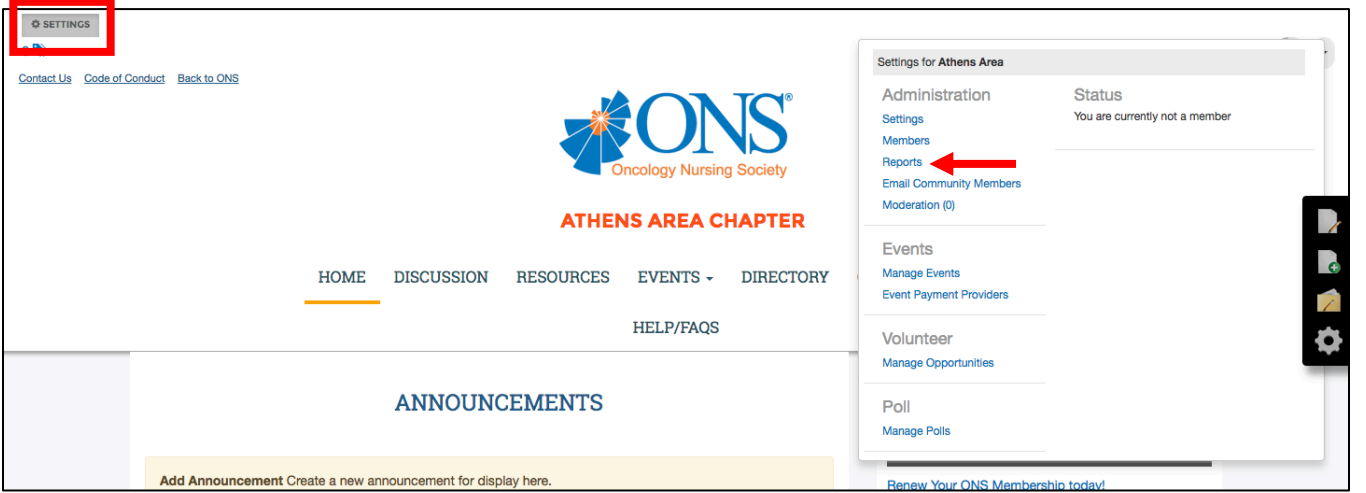 SETTINGS
Contact Us Code of Conduct Back to ONS
ONS®
Oncology Nursing Society
ATHENS AREA CHAPTER
HOME DISCUSSION RESOURCES EVENTS DIRECTORY
HELP/FAQS
ANNOUNCEMENTS
Add Announcement Create a new announcement for display here.
Settings for Athens Area
Administration
Settings
Members
Reports
Email Community Members
Moderation (0)
Status
You are currently not a member
Events
Manage Events
Event Payment Providers
Volunteer
Manage Opportunities
Poll
Manage Polls
Renew Your ONS Membership today!